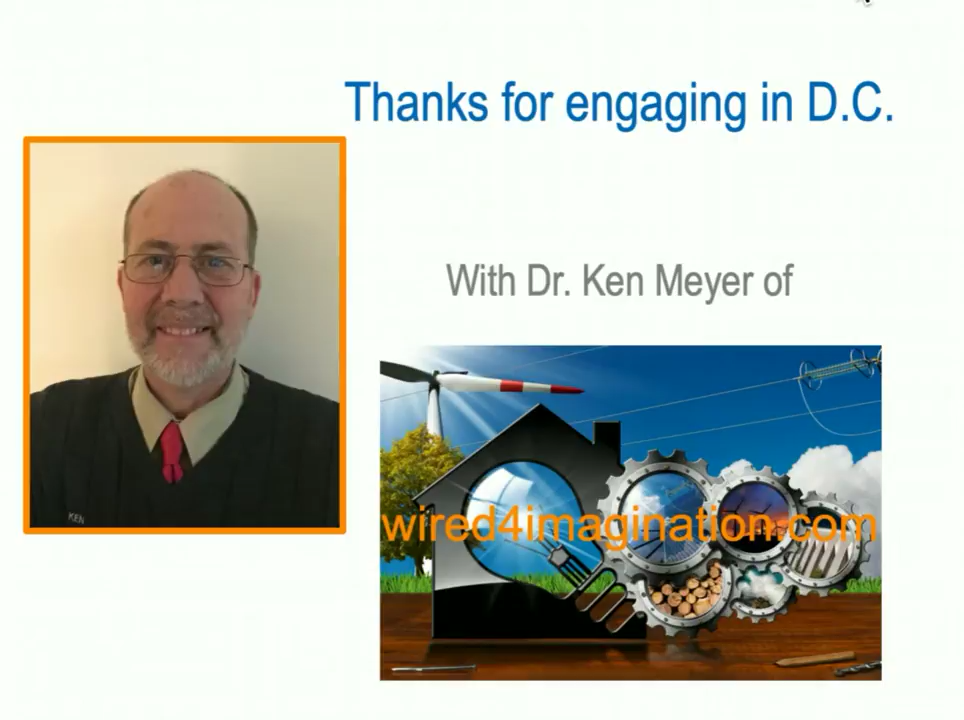 Thanks for engaging in D.C.
With Dr. Ken Meyer of
KEN
wired4imagination.com